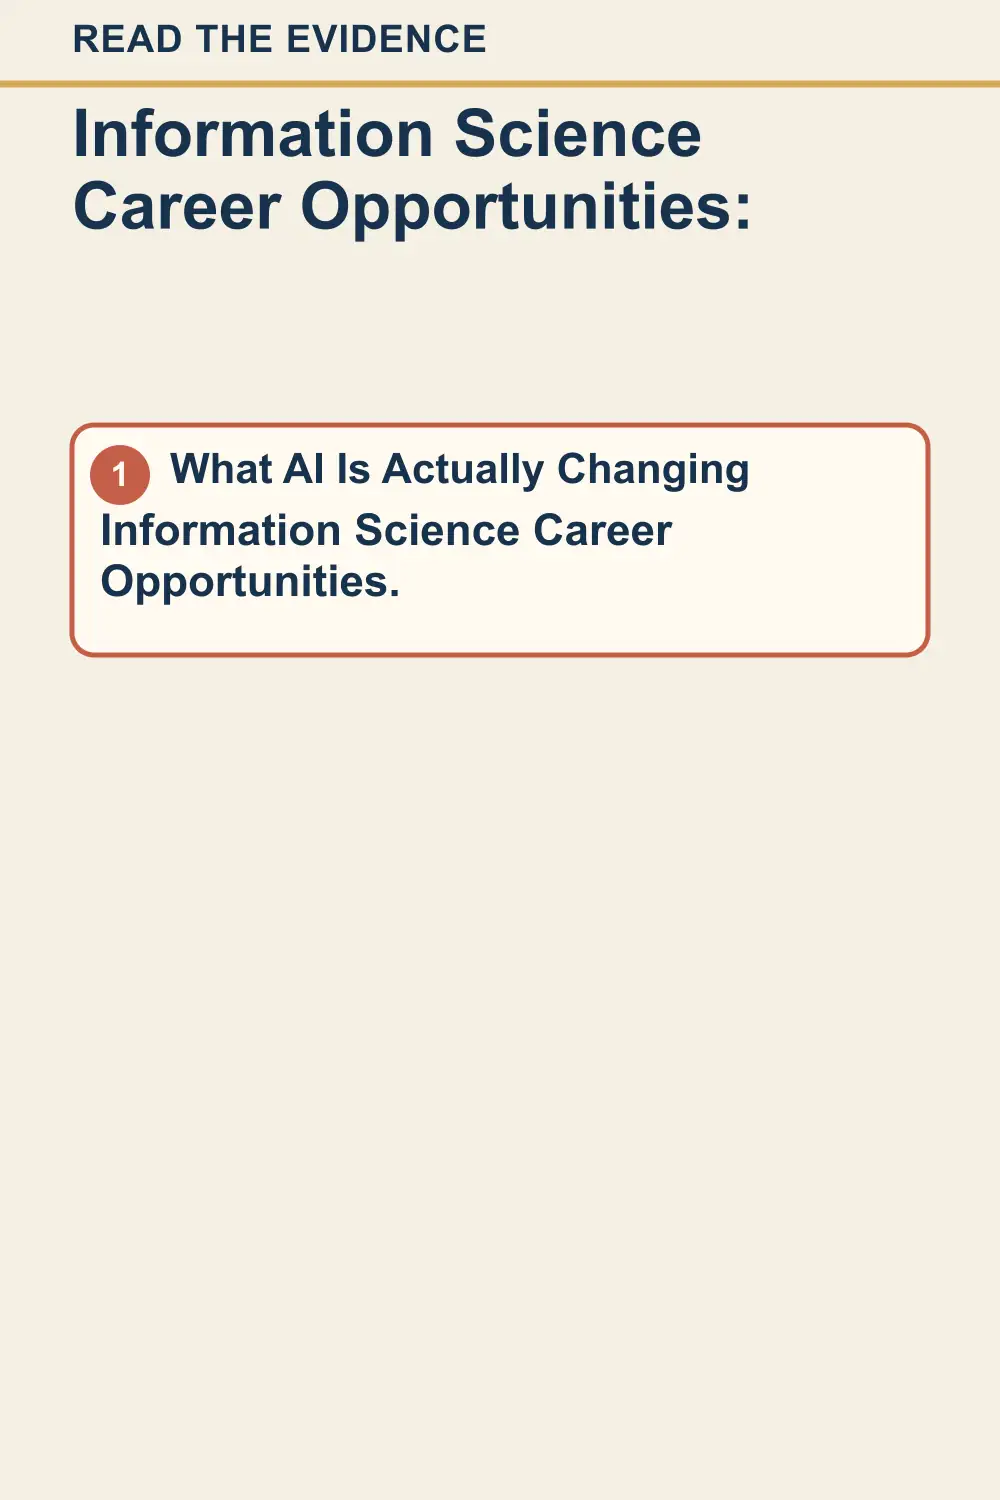 READ THE EVIDENCE
Information Science
Career Opportunities:
1 What AI Is Actually Changing
Information Science Career
Opportunities.